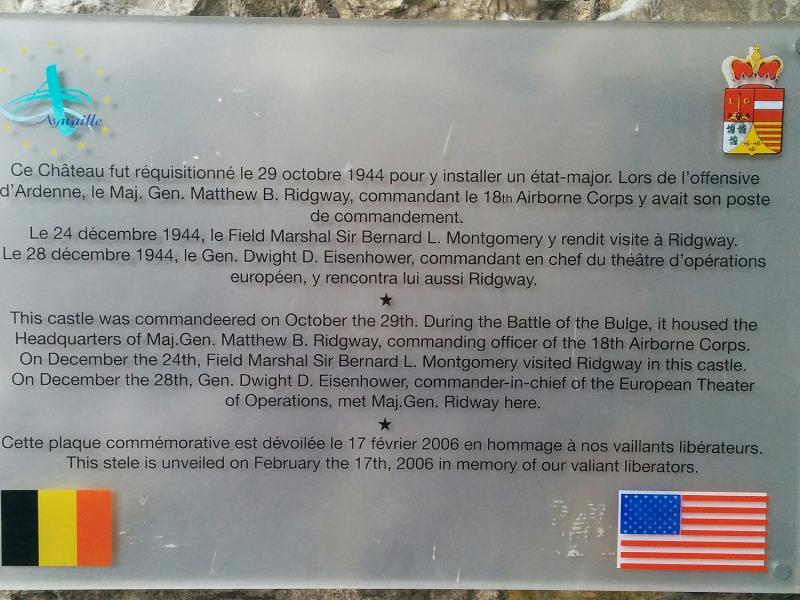 Aywaille
L G
Ce Château fut réquisitionné le 29 octobre 1944 pour y installer un état-major. Lors de l'offensive
d'Ardenne, le Maj. Gen. Matthew B. Ridgway, commandant le 18th Airborne Corps y avait son poste
de commandement.
Le 24 décembre 1944, le Field Marshal Sir Bernard L. Montgomery y rendit visite à Ridgway.
Le 28 décembre 1944, le Gen. Dwight D. Eisenhower, commandant en chef du théâtre d'opérations
européen, y rencontra lui aussi Ridgway.
★
This castle was commandeered on October the 29th. During the Battle of the Bulge, it housed the
Headquarters of Maj.Gen. Matthew B. Ridgway, commanding officer of the 18th Airborne Corps.
On December the 24th, Field Marshal Sir Bernard L. Montgomery visited Ridgway in this castle.
On December the 28th, Gen. Dwight D. Eisenhower, commander-in-chief of the European Theater
of Operations, met Maj.Gen. Ridway here.
★
Cette plaque commémorative est dévoilée le 17 février 2006 en hommage à nos vaillants libérateurs.
This stele is unveiled on February the 17th, 2006 in memory of our valiant liberators.